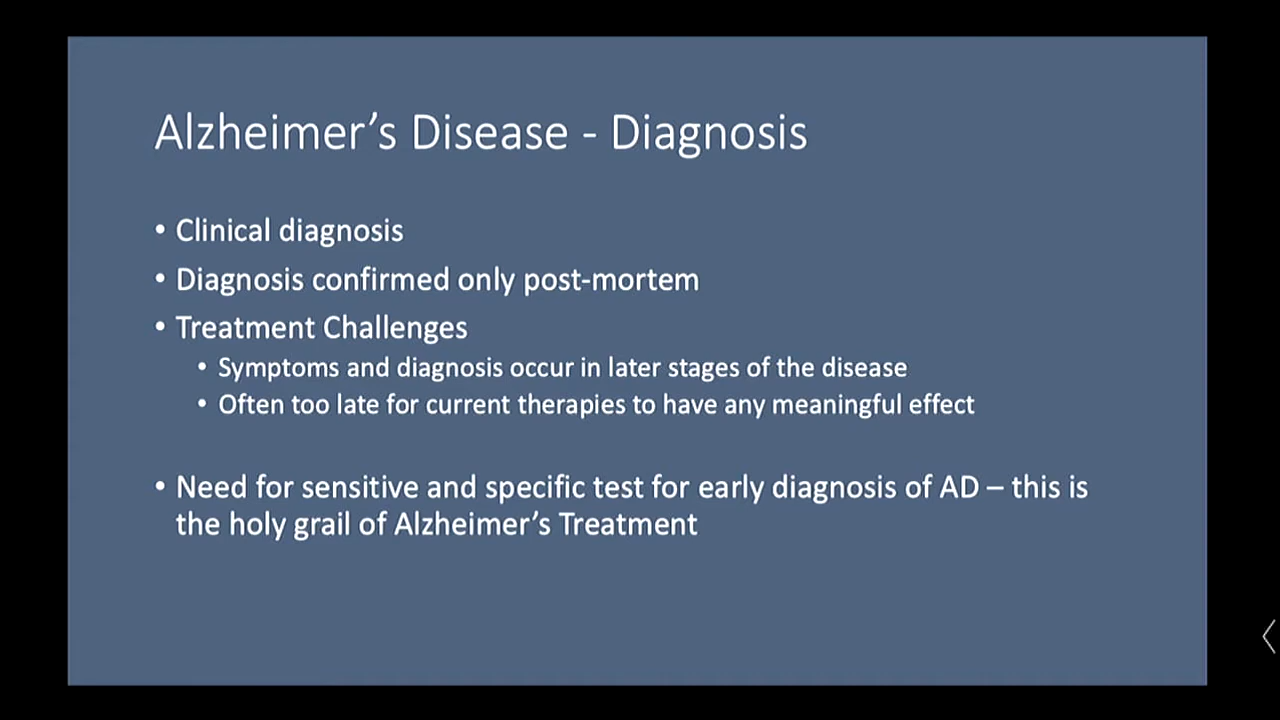 Alzheimer’s Disease - Diagnosis
• Clinical diagnosis
• Diagnosis confirmed only post-mortem
• Treatment Challenges
• Symptoms and diagnosis occur in later stages of the disease
• Often too late for current therapies to have any meaningful effect
• Need for sensitive and specific test for early diagnosis of AD – this is
the holy grail of Alzheimer’s Treatment